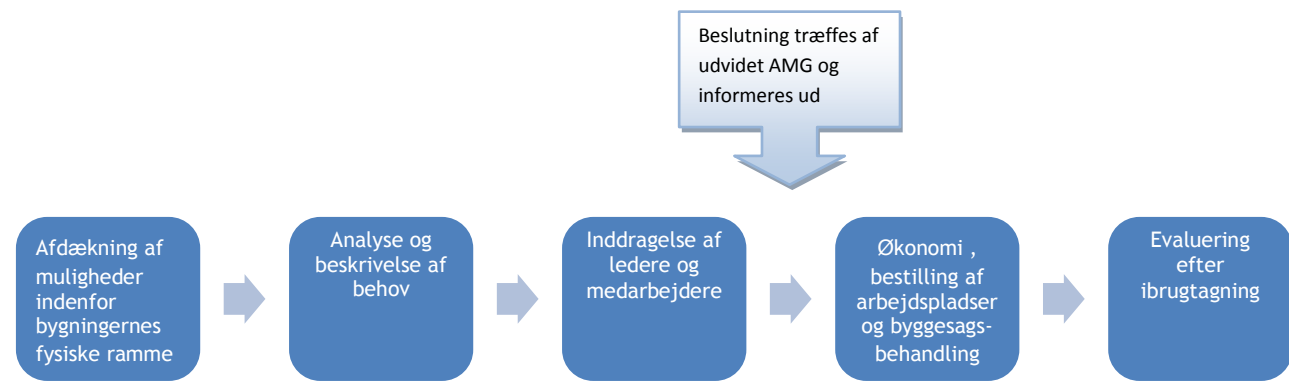 Beslutning træffes af
udvidet AMG og
informeres ud
Afdækning af
muligheder
indenfor
bygningernes
fysiske ramme
Analyse og
beskrivelse af
behov
Inddragelse af
ledere og
medarbejdere
Økonomi ,
bestilling af
arbejdspladser
og byggesags-
behandling
Evaluering
efter
ibrugtagning